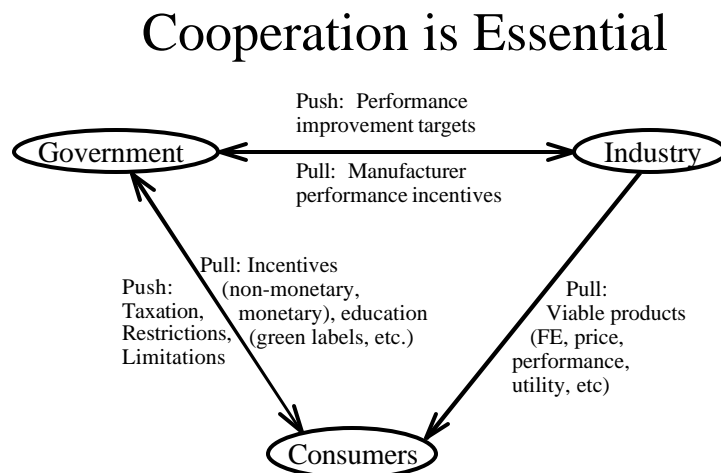 Cooperation is Essential
Push: Performance
improvement targets
Government
Industry
Pull: Manufacturer
performance incentives
Push:
Taxation,
Restrictions,
Limitations
Pull: Incentives
(non-monetary,
monetary), education
(green labels, etc.)
Pull:
Viable products
(FE, price,
performance,
utility, etc)
Consumers